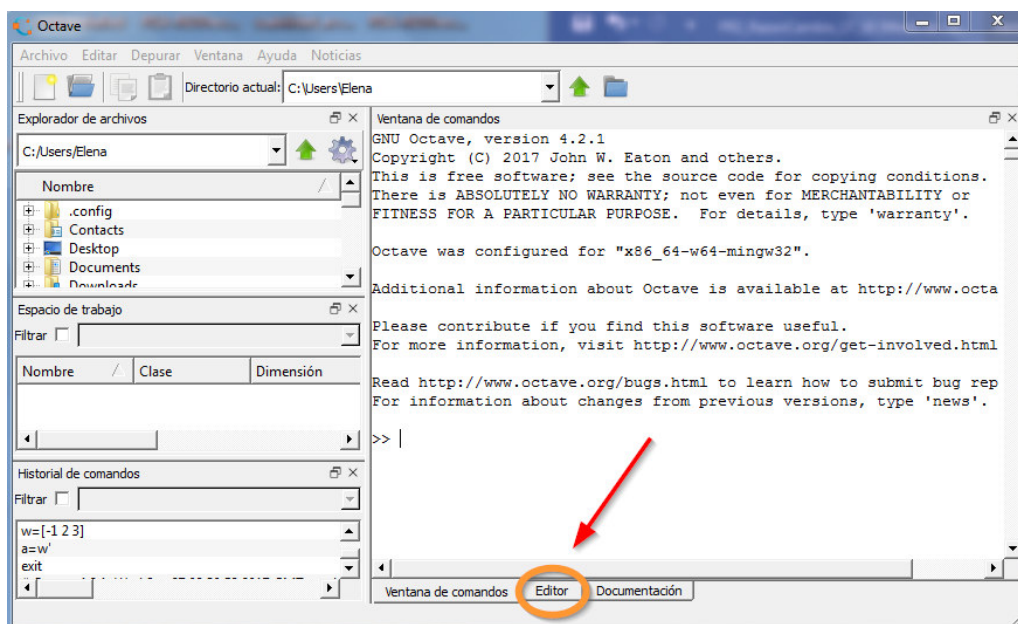 Octave
Archivo Editar Depurar Ventana Ayuda Noticias
Directorio actual: C:\Users\Elena
Explorador de archivos
C:/Users/Elena
Nombre
.config
Contacts
Desktop
Documents
Downloads
Espacio de trabajo
Filtrar
Nombre Clase Dimensión
Historial de comandos
Filtrar
w=[-1 2 3]
a=w'
exit
Ventana de comandos
GNU Octave, version 4.2.1
Copyright (C) 2017 John W. Eaton and others.
This is free software; see the source code for copying conditions.
There is ABSOLUTELY NO WARRANTY; not even for MERCHANTABILITY or
FITNESS FOR A PARTICULAR PURPOSE.  For details, type 'warranty'.
Octave was configured for "x86_64-w64-mingw32".
Additional information about Octave is available at http://www.octa
Please contribute if you find this software useful.
For more information, visit http://www.octave.org/get-involved.html
Read http://www.octave.org/bugs.html to learn how to submit bug rep
For information about changes from previous versions, type 'news'.
>>
Ventana de comandos Editor Documentación